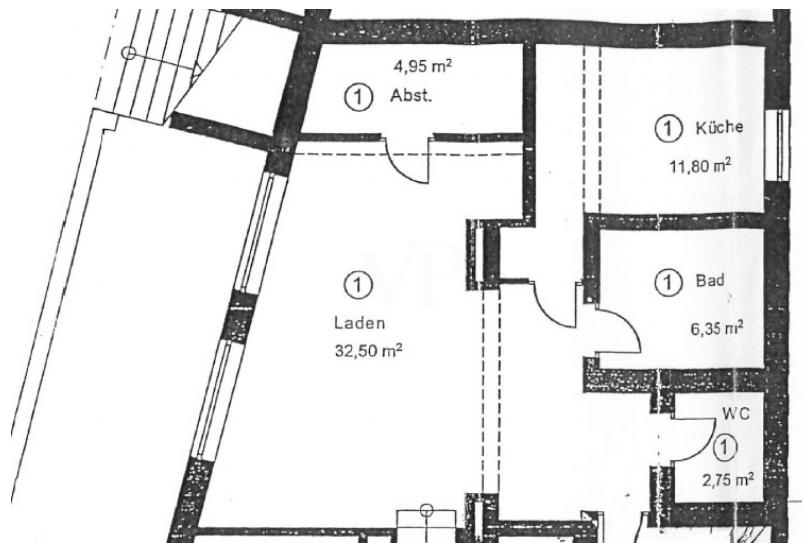 4,95 m²
1 Abst.
1 Küche
11,80 m²
1
Laden
32,50 m²
1 Bad
6,35 m²
WC
1
2,75 m²
VP